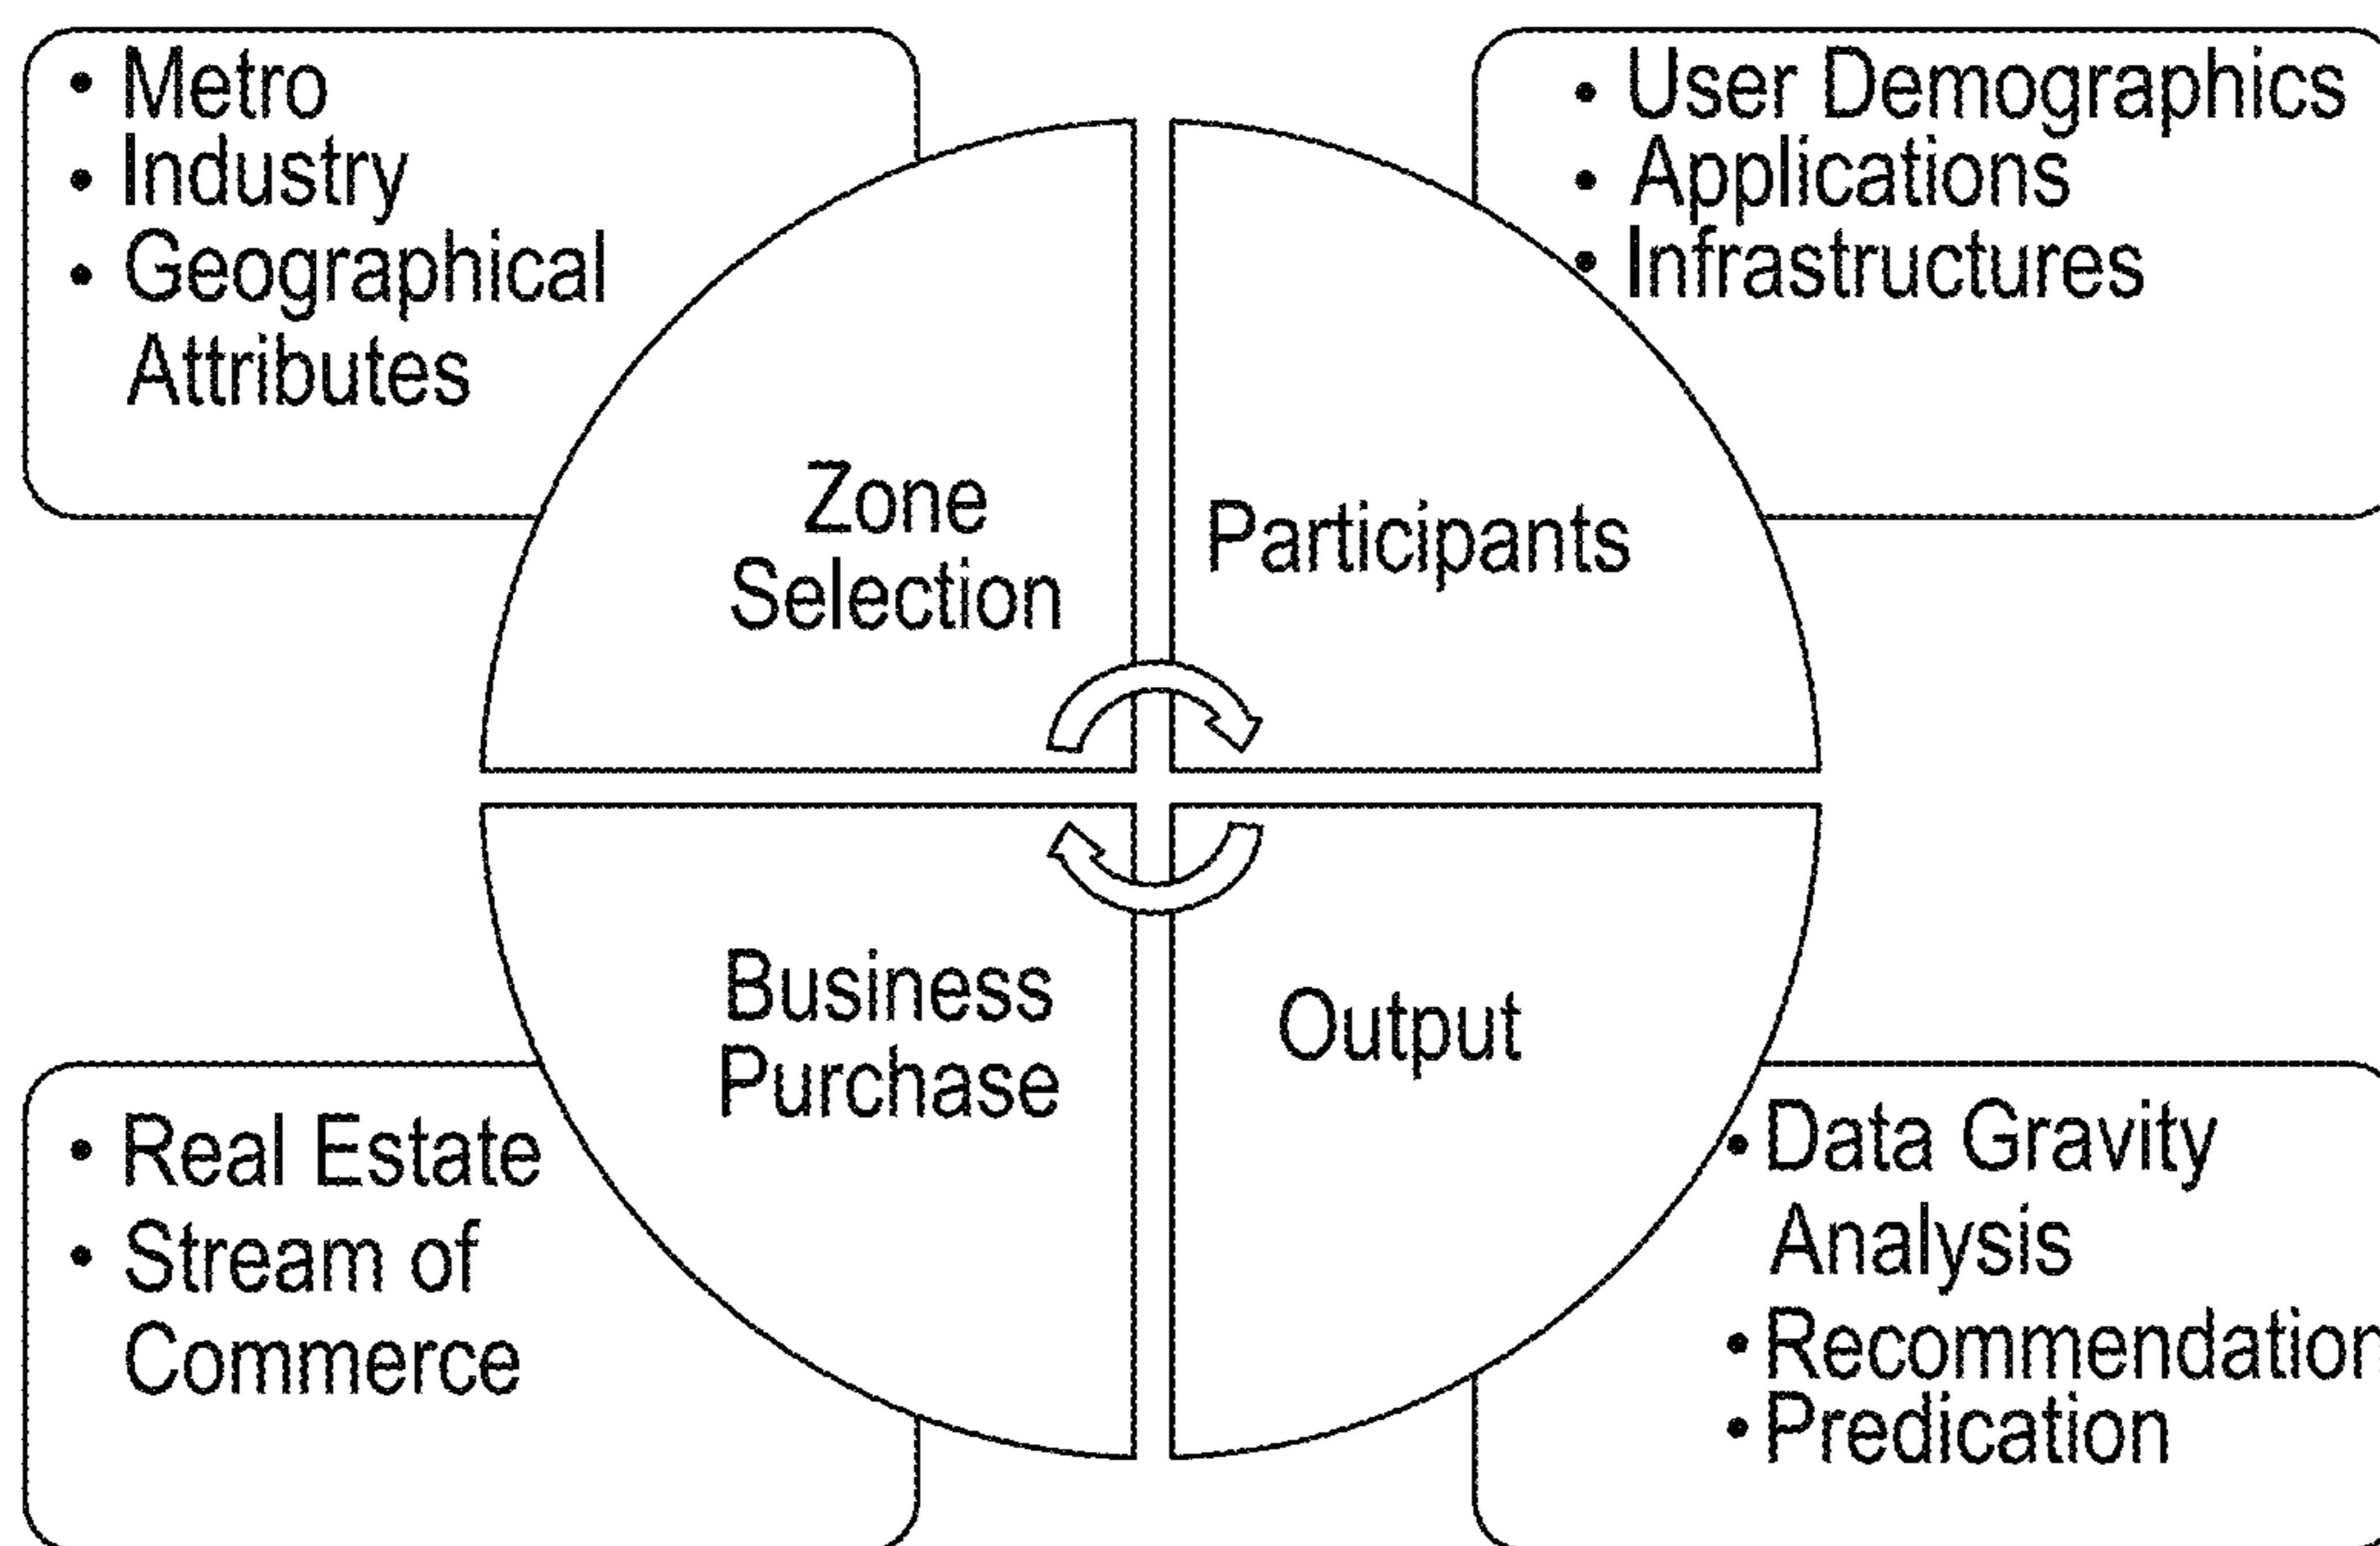 • Metro
• Industry
• Geographical
Attributes
• User Demographics
• Applications
• Infrastructures
Zone
Selection
Participants
Business
Purchase
Output
• Real Estate
• Stream of
Commerce
• Data Gravity
Analysis
• Recommendation
• Predication